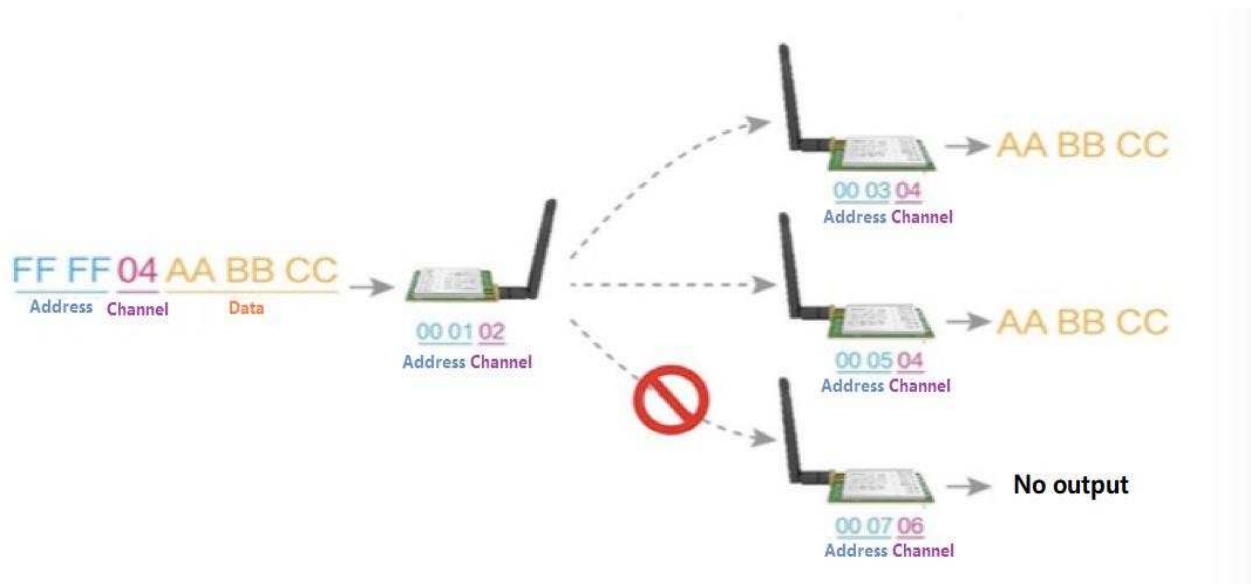 FF FF 04 AA BB CC
Address Channel Data
00 01 02
Address Channel
00 03 04
Address Channel
AA BB CC
00 05 04
Address Channel
AA BB CC
00 07 06
Address Channel
No output